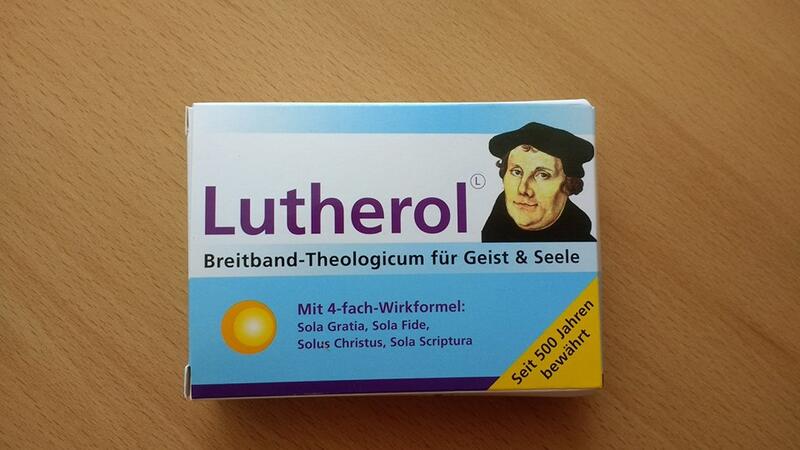 Lutherol Ⓛ
Breitband-Theologicum für Geist & Seele
Mit 4-fach-Wirkformel:
Sola Gratia, Sola Fide,
Solus Christus, Sola Scriptura
Seit 500 Jahren
bewährt